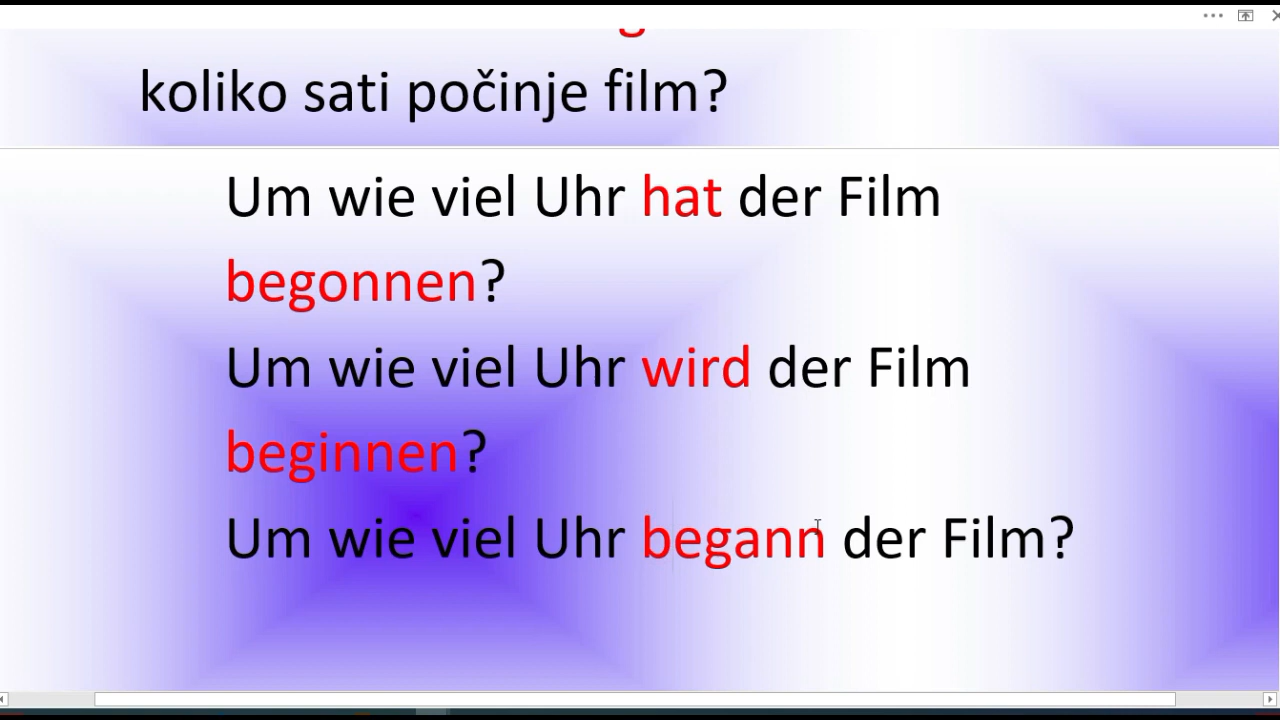 koliko sati počinje film?
Um wie viel Uhr hat der Film
begonnen?
Um wie viel Uhr wird der Film
beginnen?
Um wie viel Uhr begann der Film?